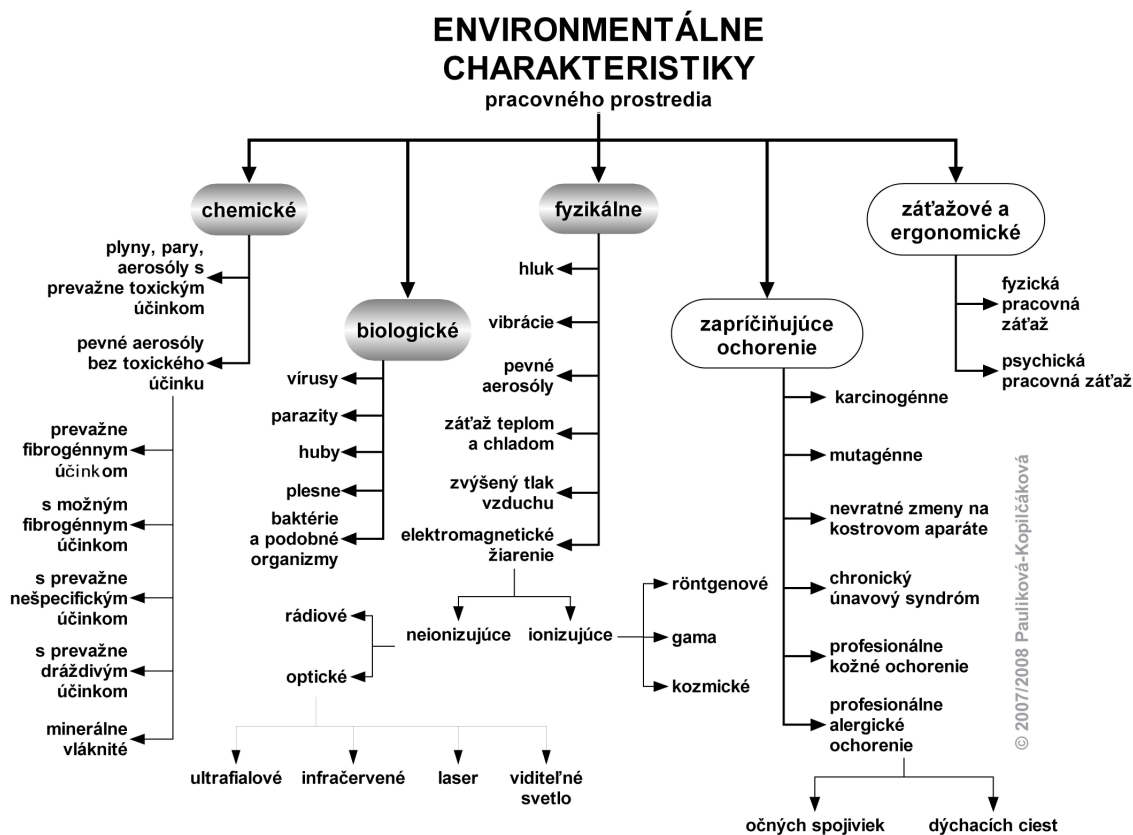 ENVIRONMENTÁLNE
CHARAKTERISTIKY
pracovného prostredia
chemické
plyny, pary,
aerosóly s
prevažne toxickým
účinkom
pevné aerosóly
bez toxického
účinku
prevažne
fibrogénnym
účinkom
s možným
fibrogénnym
účinkom
s prevažne
nešpecifickým
účinkom
s prevažne
dráždivým
účinkom
minerálne
vláknité
biologické
vírusy
parazity
huby
plesne
baktérie
a podobné
organizmy
fyzikálne
hluk
vibrácie
pevné
aerosóly
záťaž teplom
a chladom
zvýšený tlak
vzduchu
elektromagnetické
žiarenie
neionizujúce
ionizujúce
rádiové
optické
ultrafialové
infračervené
laser
viditeľné
svetlo
röntgenové
gama
kozmické
zapríčiňujúce
ochorenie
karcinogénne
mutagénne
nevratné zmeny na
kostrovom aparáte
chronický
únavový syndróm
profesionálne
kožné ochorenie
profesionálne
alergické
ochorenie
očných spojiviek
dýchacích ciest
záťažové a
ergonomické
fyzická
pracovná
záťaž
psychická
pracovná záťaž
© 2007/2008 Pauliková-Kopilčáková